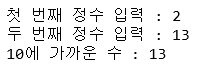 첫 번째 정수 입력 : 2
두 번째 정수 입력 : 13
10에 가까운 수 : 13